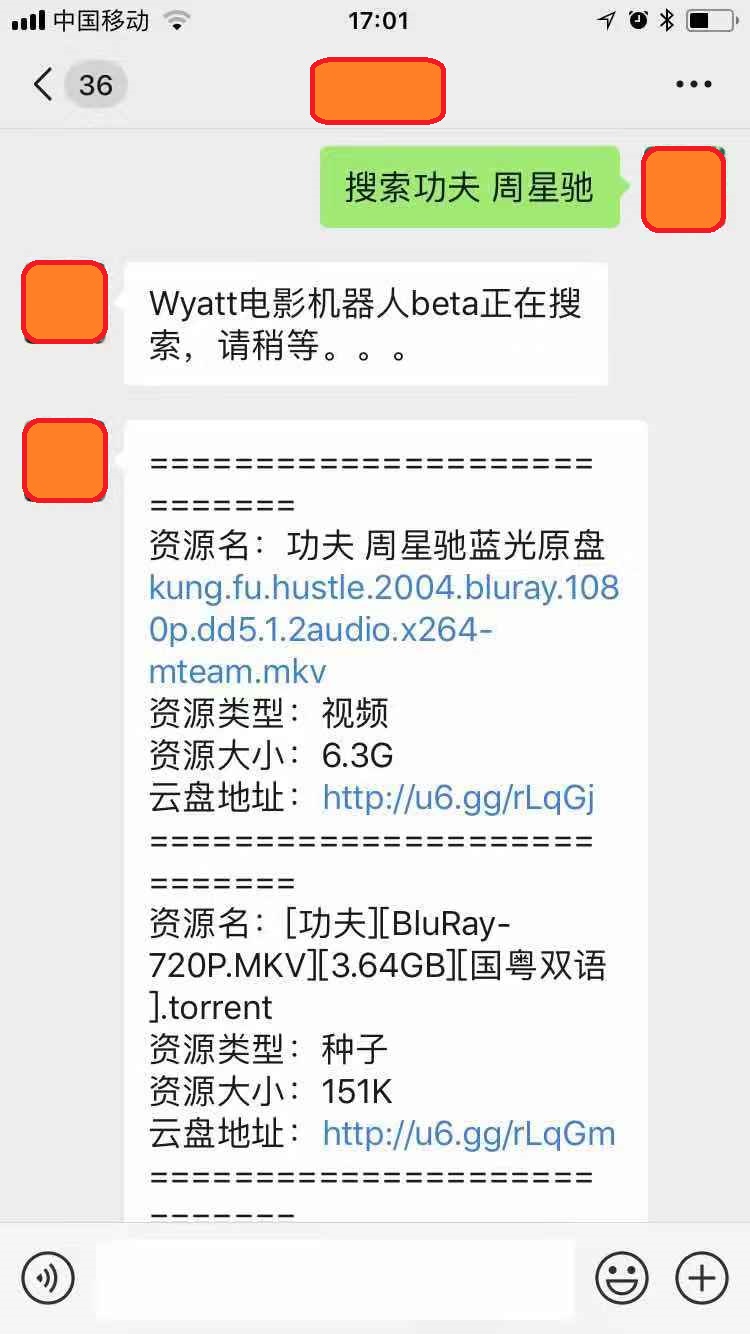 中国移动 17:01
36
搜索功夫 周星驰
Wyatt电影机器人beta正在搜
索，请稍等。。。
=====================
=======
资源名：功夫 周星驰蓝光原盘
kung.fu.hustle.2004.bluray.108
0p.dd5.1.2audio.x264-
mteam.mkv
资源类型：视频
资源大小：6.3G
云盘地址：http://u6.gg/rLqGj
=====================
=======
资源名：[功夫][BluRay-
720P.MKV][3.64GB][国粤双语
].torrent
资源类型：种子
资源大小：151K
云盘地址：http://u6.gg/rLqGm
=====================
=======